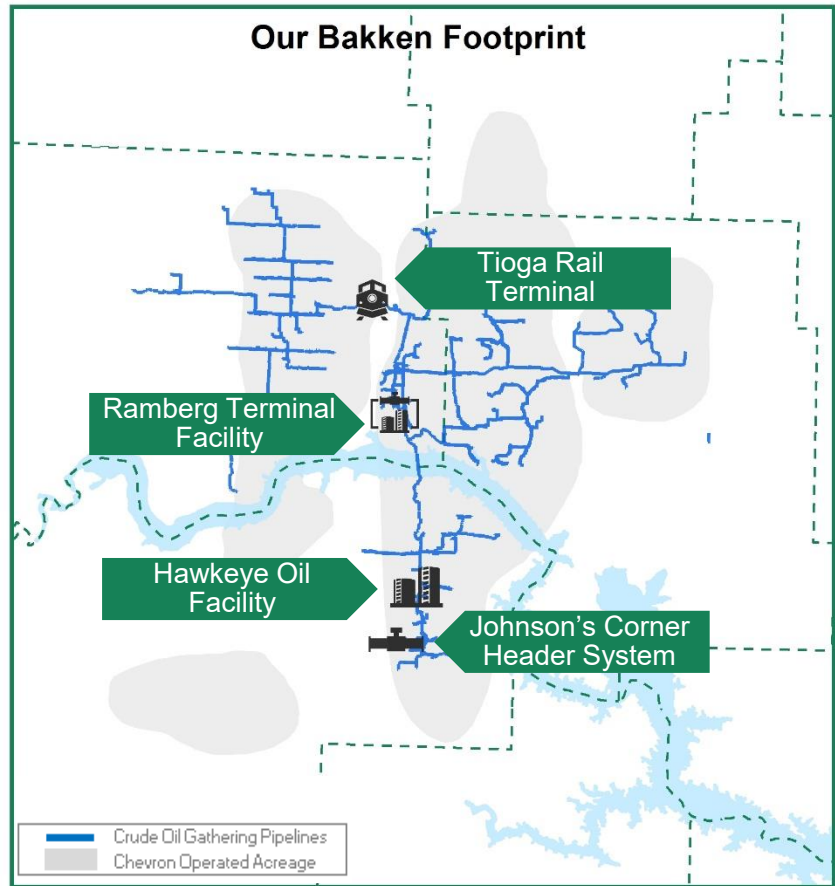 Our Bakken Footprint
Tioga Rail
Terminal
Ramberg Terminal
Facility
Hawkeye Oil
Facility
Johnson’s Corner
Header System
Crude Oil Gathering Pipelines
Chevron Operated Acreage